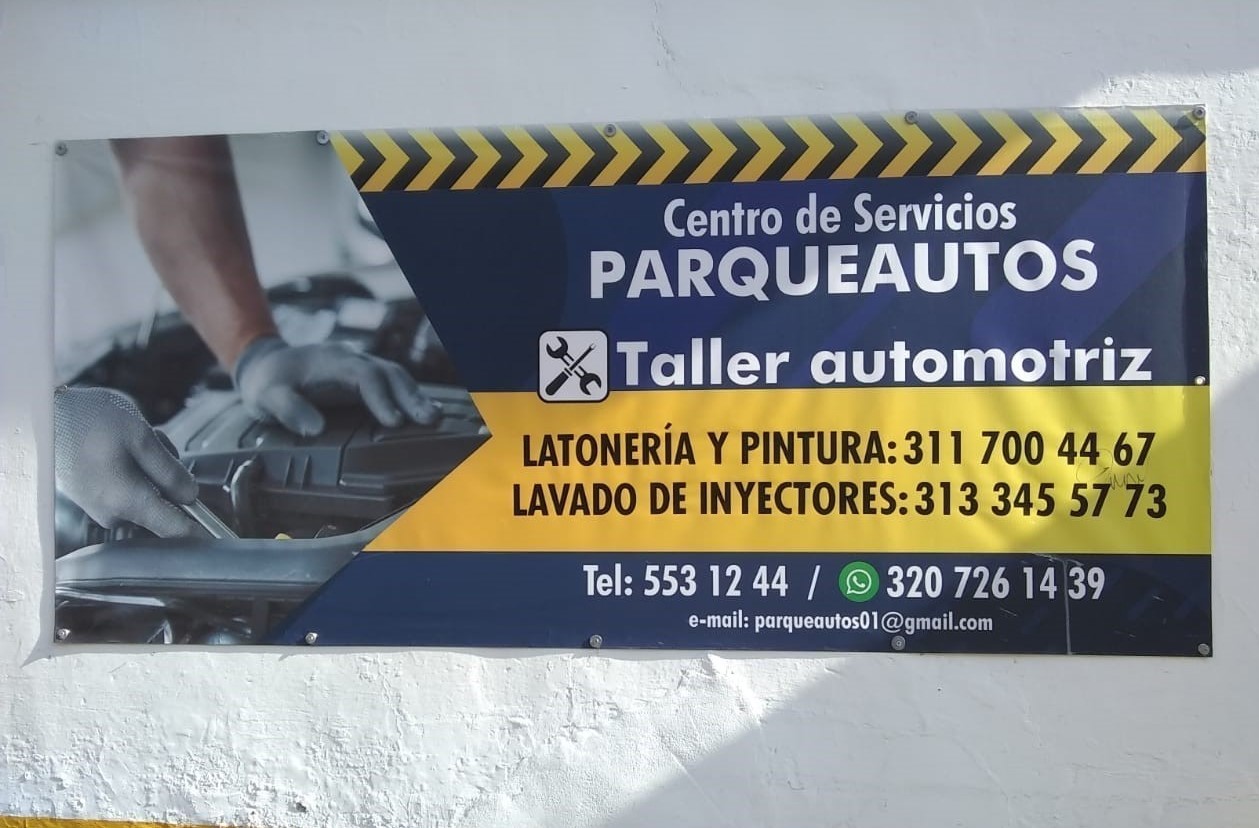 Centro de Servicios
PARQUEAUTOS
Taller automotriz
LATONERÍA Y PINTURA: 311 700 44 67
LAVADO DE INYECTORES: 313 345 57 73
Tel: 553 12 44 / 320 726 14 39
e-mail: parqueautos01@gmail.com